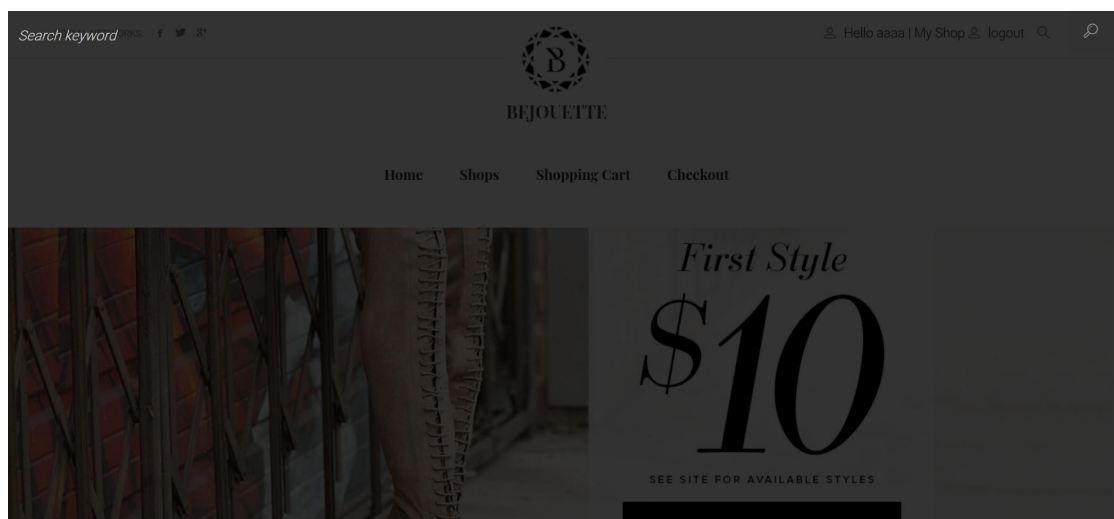 Search keyword
Hello aaaa | My Shop logout
B
BEJOUETTE
Home Shops Shopping Cart Checkout
First Style
$10
SEE SITE FOR AVAILABLE STYLES